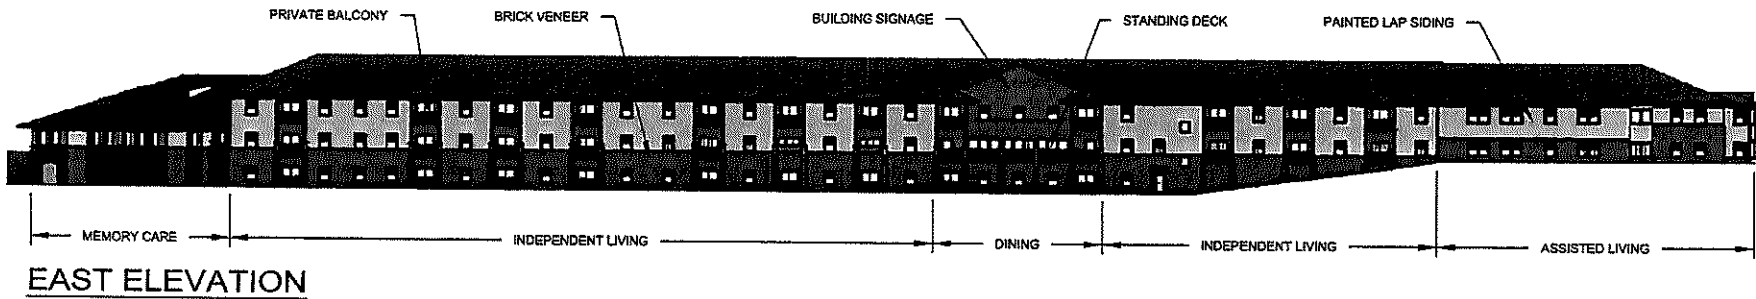 PRIVATE BALCONY
BRICK VENEER
BUILDING SIGNAGE
STANDING DECK
PAINTED LAP SIDING
MEMORY CARE
INDEPENDENT LIVING
DINING
INDEPENDENT LIVING
ASSISTED LIVING
EAST ELEVATION